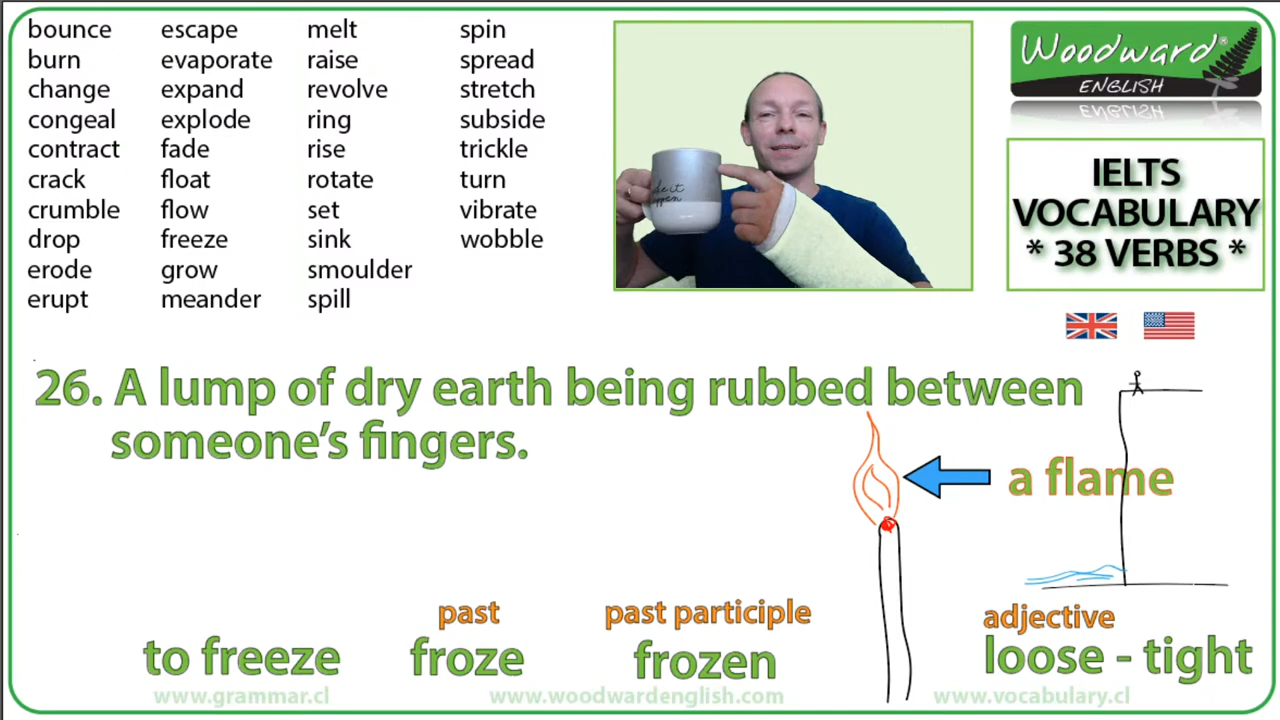 bounce escape melt spin
burn evaporate raise spread
change expand revolve stretch
congeal explode ring subside
contract fade rise trickle
crack float rotate turn
crumble flow set vibrate
drop freeze sink wobble
erode grow smoulder
erupt meander spill
Woodward®
ENGLISH
IELTS
VOCABULARY
* 38 VERBS *
26. A lump of dry earth being rubbed between
someone's fingers.
a flame
past past participle adjective
to freeze froze frozen loose - tight
www.grammar.cl www.woodwardenglish.com www.vocabulary.cl